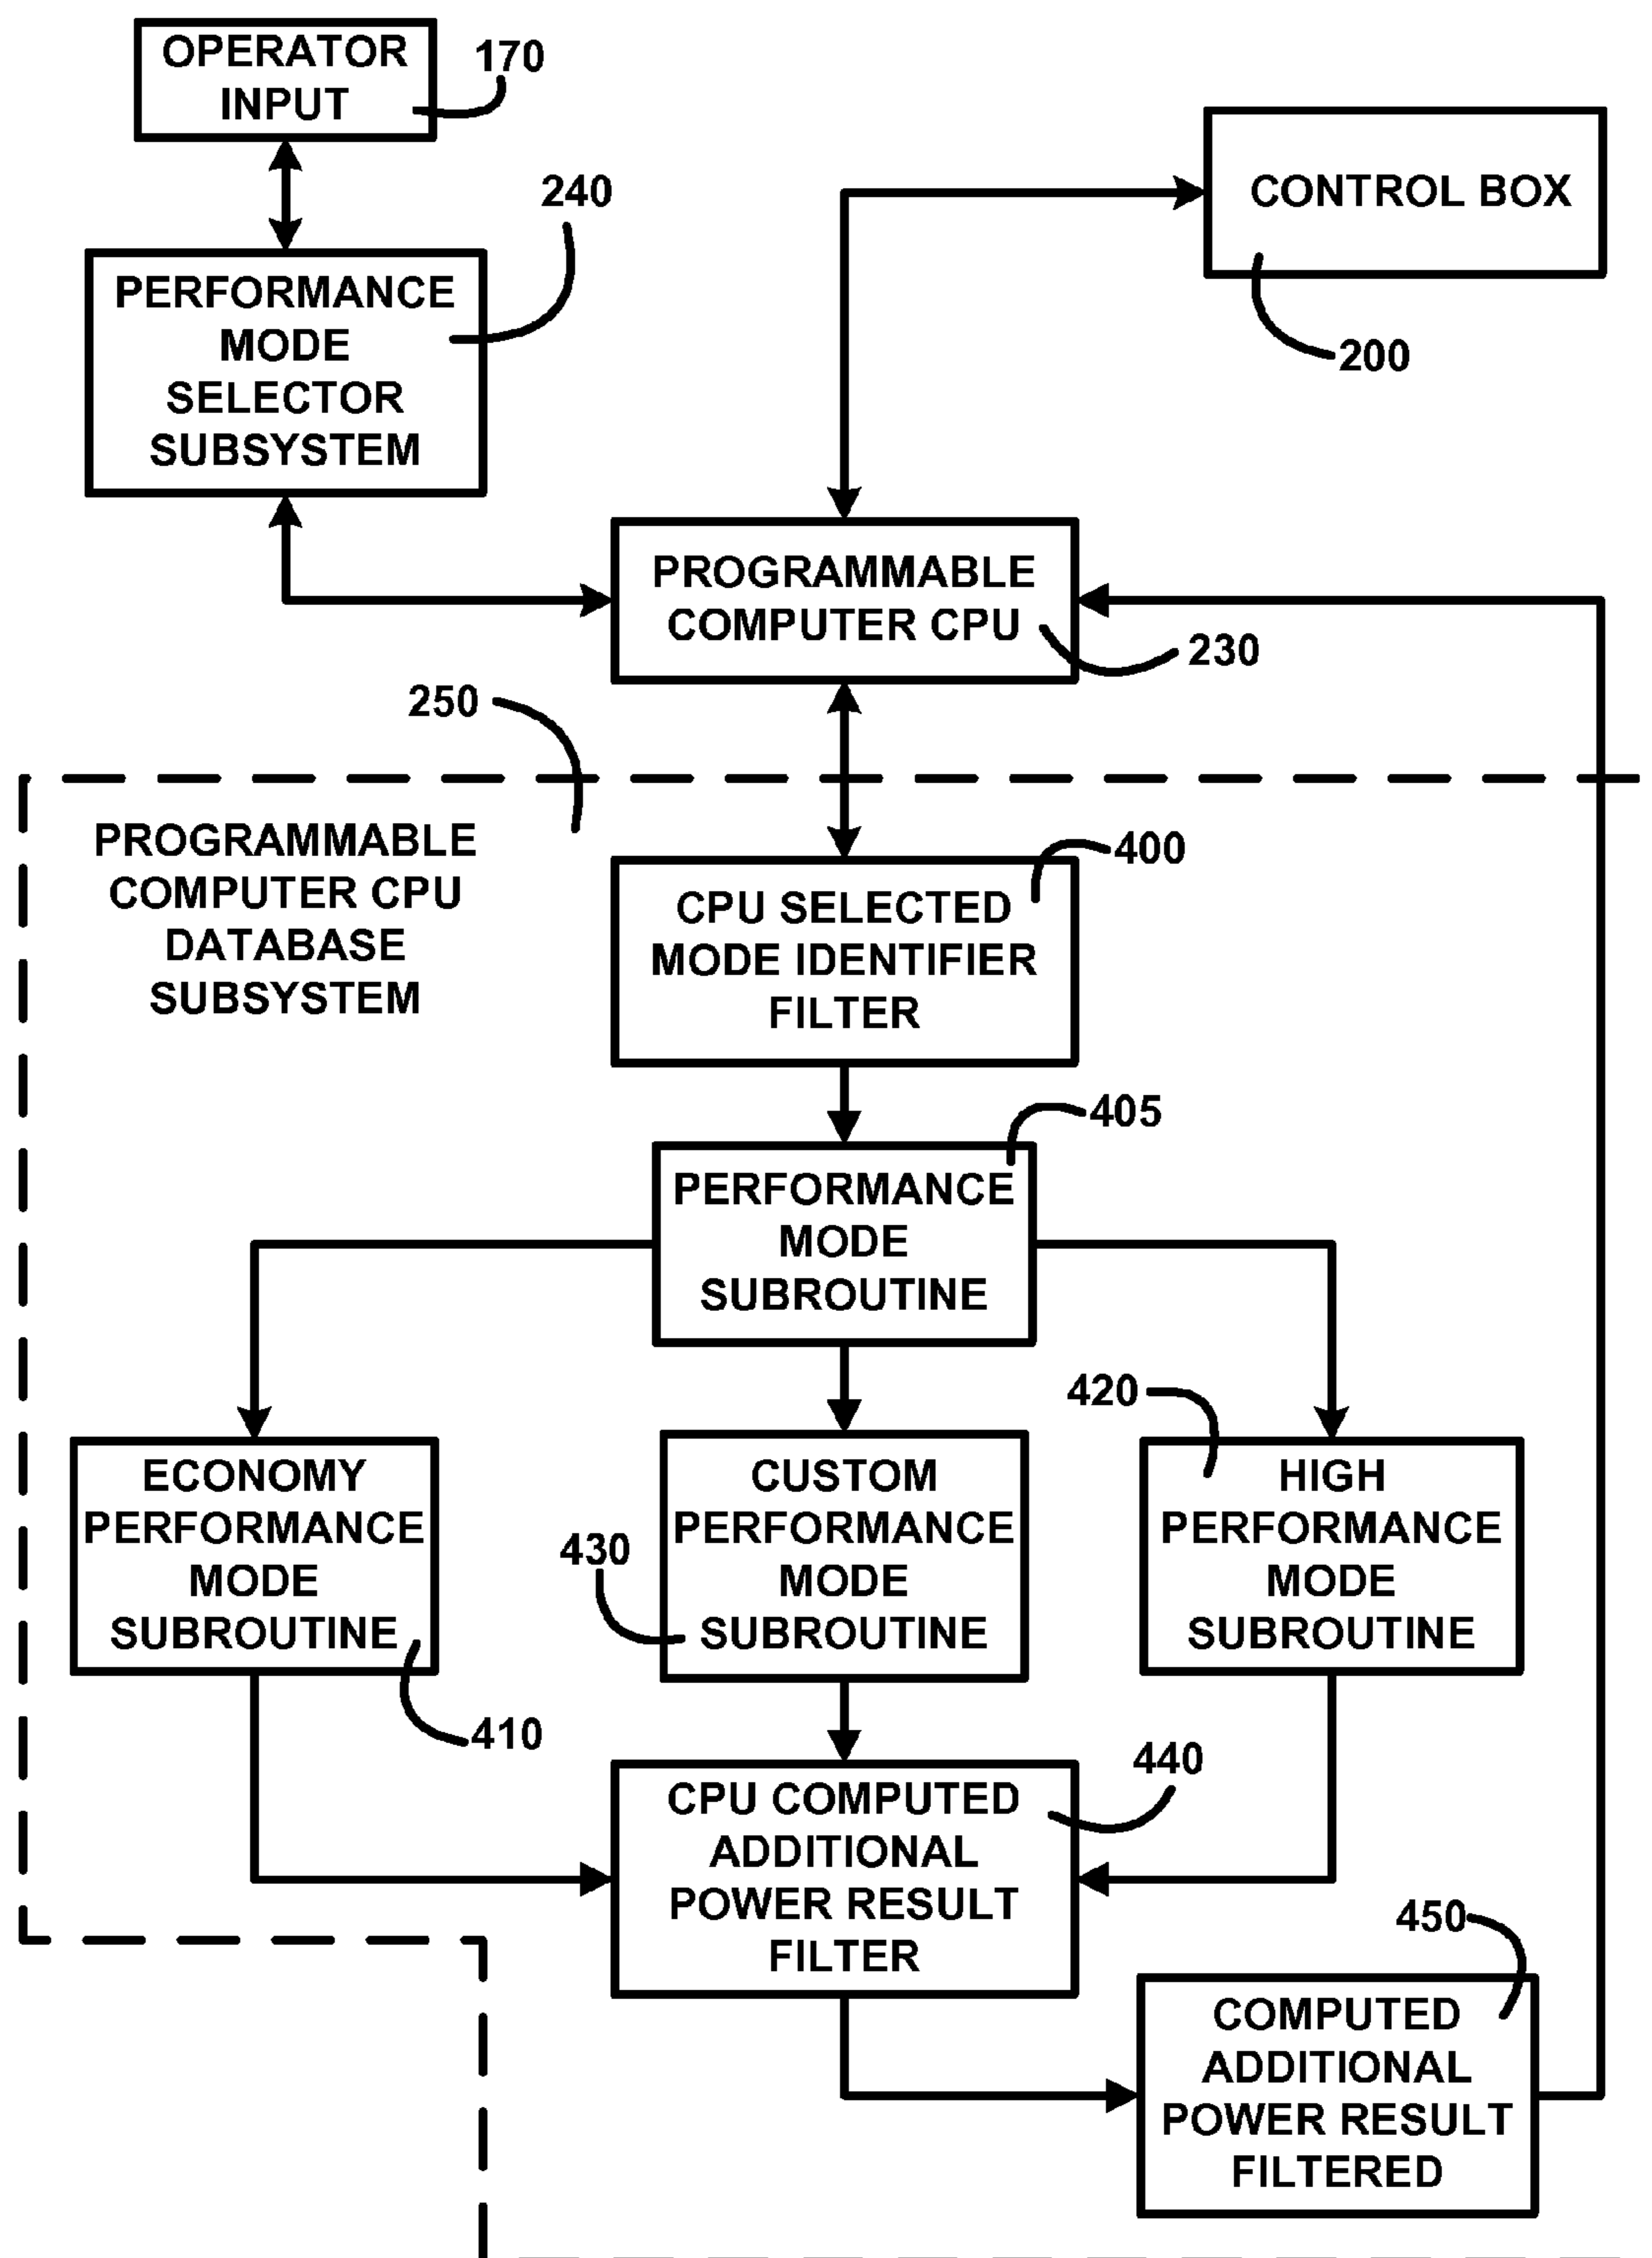 OPERATOR
INPUT
170
240
PERFORMANCE
MODE
SELECTOR
SUBSYSTEM
CONTROL BOX
200
PROGRAMMABLE
COMPUTER CPU
230
250
PROGRAMMABLE
COMPUTER CPU
DATABASE
SUBSYSTEM
400
CPU SELECTED
MODE IDENTIFIER
FILTER
405
PERFORMANCE
MODE
SUBROUTINE
ECONOMY
PERFORMANCE
MODE
SUBROUTINE
410
430
CUSTOM
PERFORMANCE
MODE
SUBROUTINE
420
HIGH
PERFORMANCE
MODE
SUBROUTINE
440
CPU COMPUTED
ADDITIONAL
POWER RESULT
FILTER
450
COMPUTED
ADDITIONAL
POWER RESULT
FILTERED